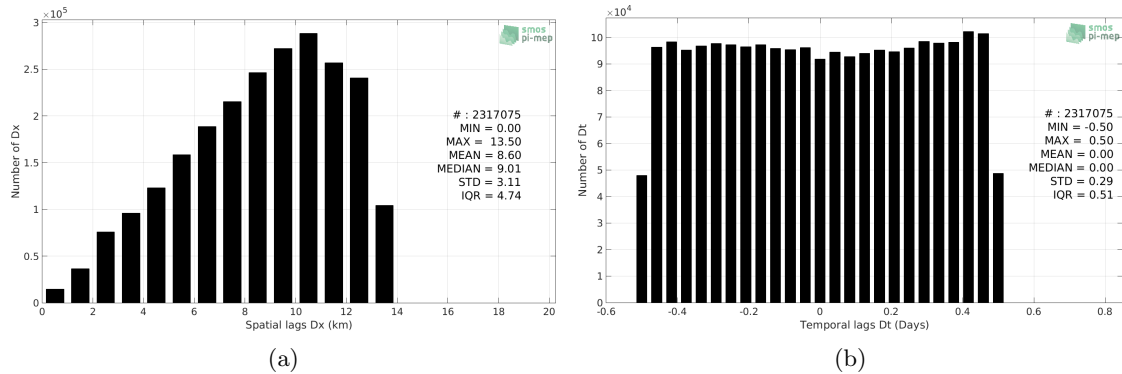 ×10^5
3
2.5
2
1.5
1
0.5
0
0 2 4 6 8 10 12 14 16 18 20
Number of Dx
Spatial lags Dx (km)
smos
pi-mep
# : 2317075
MIN = 0.00
MAX = 13.50
MEAN = 8.60
MEDIAN = 9.01
STD = 3.11
IQR = 4.74
(a)
×10^4
10
9
8
7
6
5
4
3
2
1
0
-0.6 -0.4 -0.2 0 0.2 0.4 0.6 0.8
Number of Dt
Temporal lags Dt (Days)
smos
pi-mep
# : 2317075
MIN = -0.50
MAX = 0.50
MEAN = 0.00
MEDIAN = 0.00
STD = 0.29
IQR = 0.51
(b)